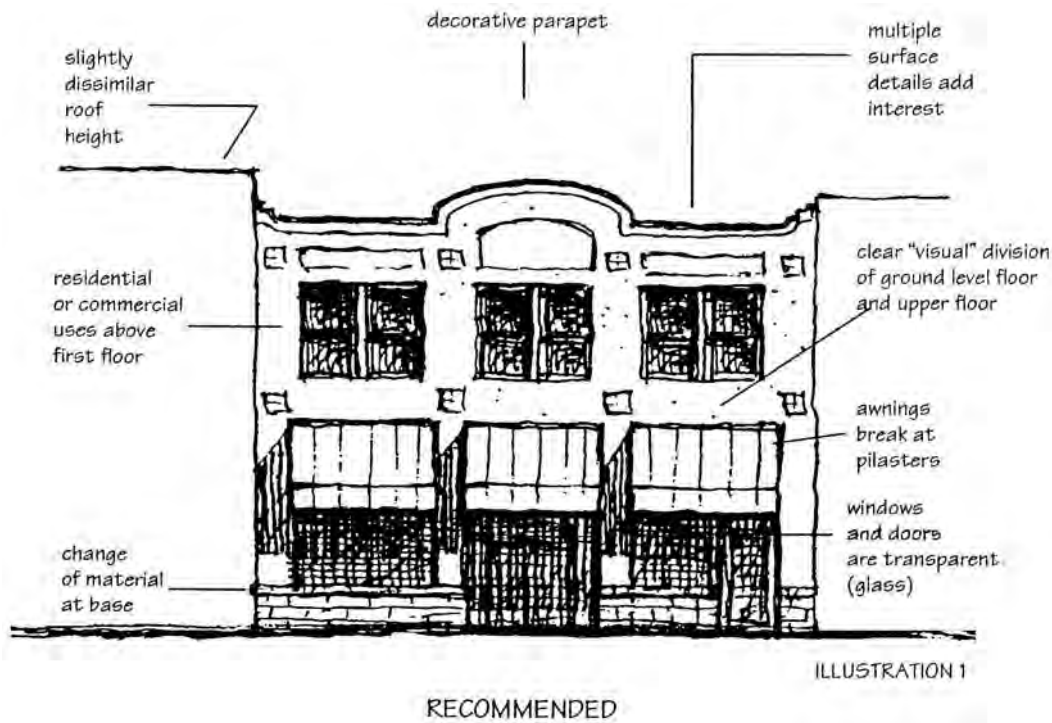 decorative parapet
slightly
dissimilar
roof
height
multiple
surface
details add
interest
residential
or commercial
uses above
first floor
clear "visual" division
of ground level floor
and upper floor
awnings
break at
pilasters
windows
and doors
are transparent
(glass)
change
of material
at base
ILLUSTRATION 1
RECOMMENDED